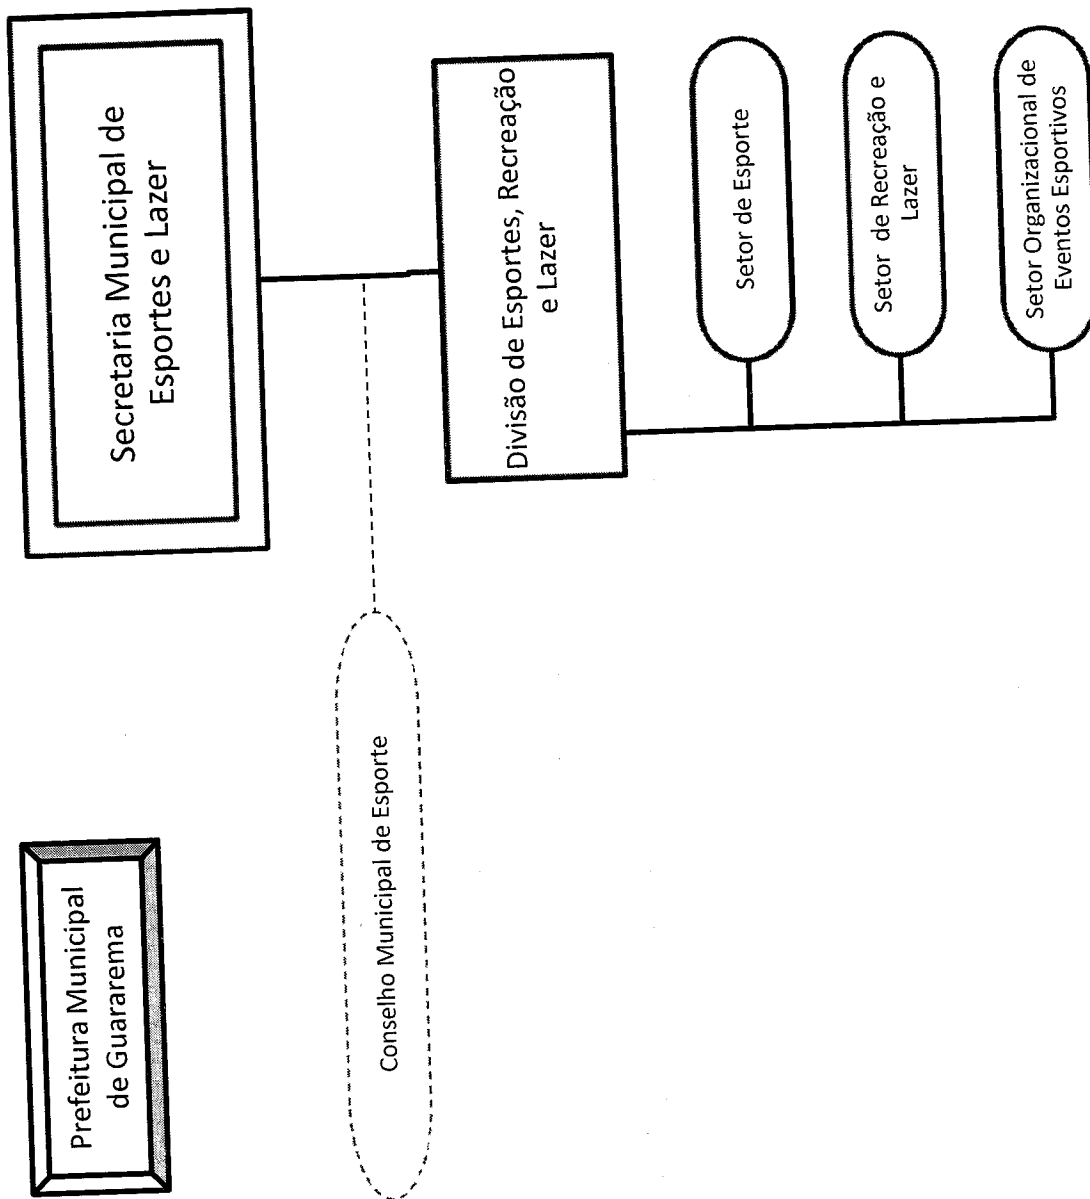 Prefeitura Municipal
de Guararema
Secretaria Municipal de
Esportes e Lazer
Conselho Municipal de Esporte
Divisão de Esportes, Recreação
e Lazer
Setor de Esporte
Setor de Recreação e
Lazer
Setor Organizacional de
Eventos Esportivos